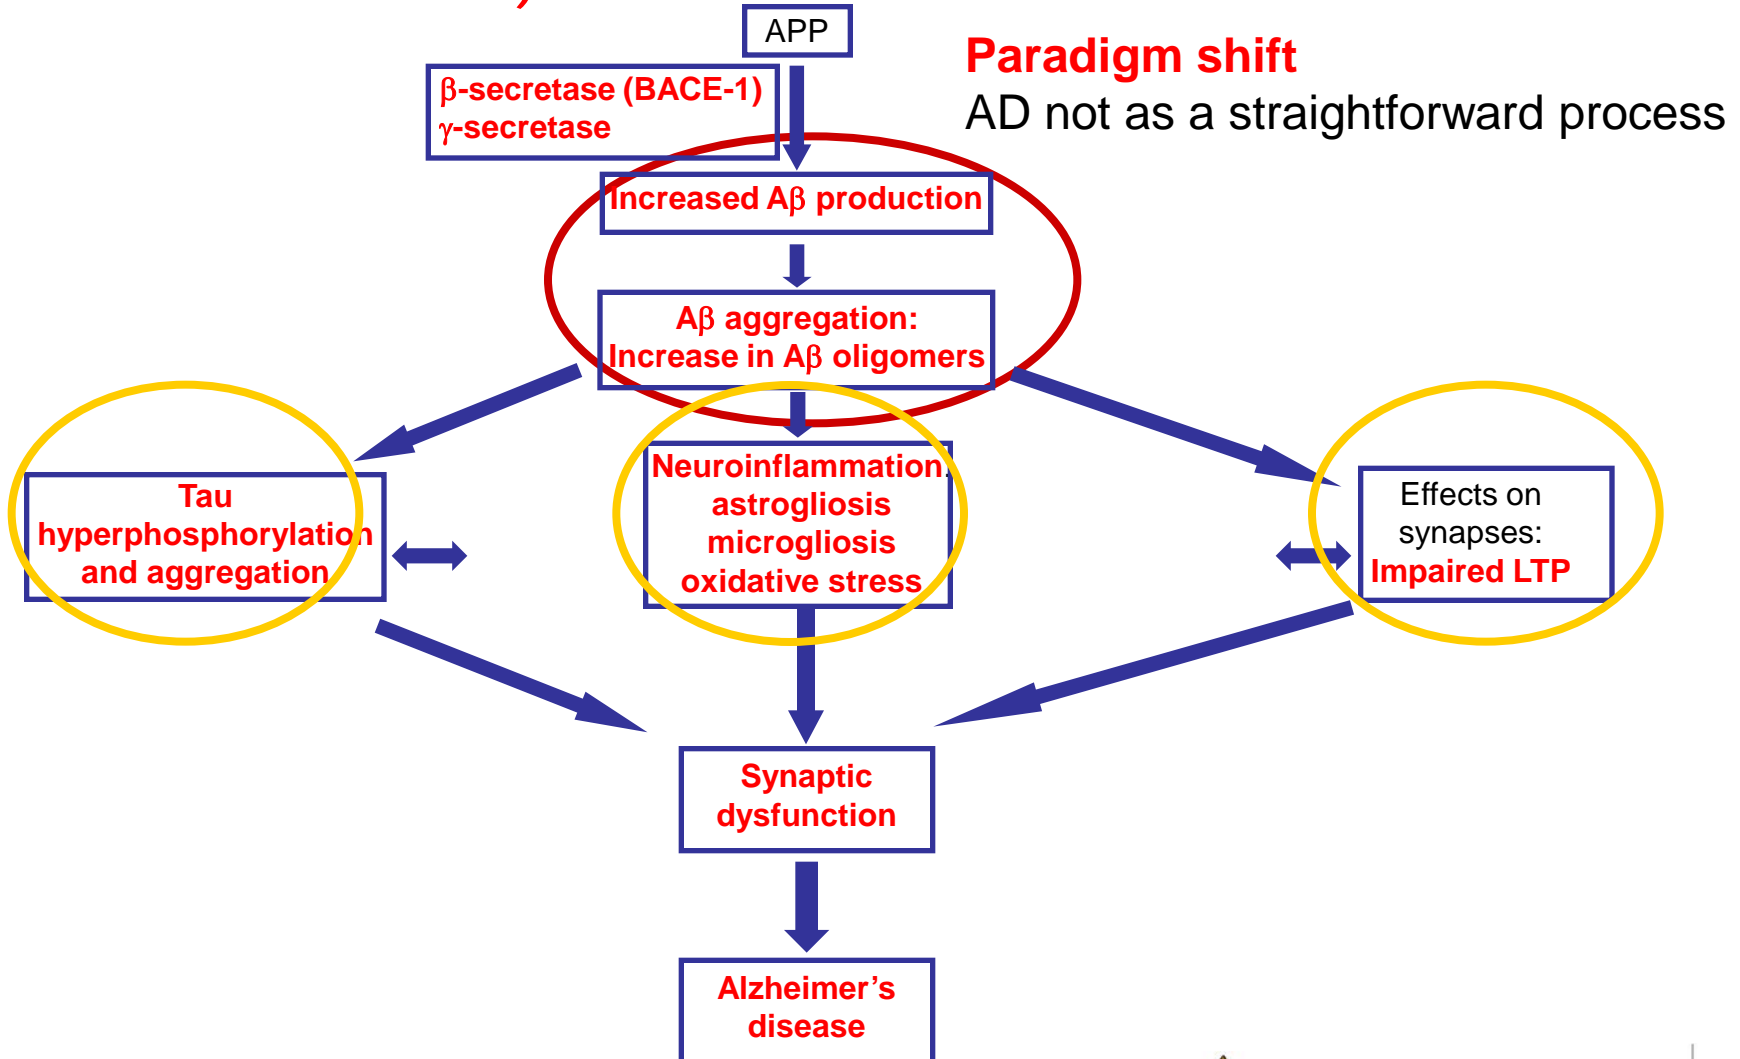 APP
Paradigm shift
AD not as a straightforward process
β-secretase (BACE-1)
γ-secretase
Increased Aβ production
Aβ aggregation:
Increase in Aβ oligomers
Tau
hyperphosphorylation
and aggregation
Neuroinflammation
astrogliosis
microgliosis
oxidative stress
Effects on
synapses:
Impaired LTP
Synaptic
dysfunction
Alzheimer’s
disease